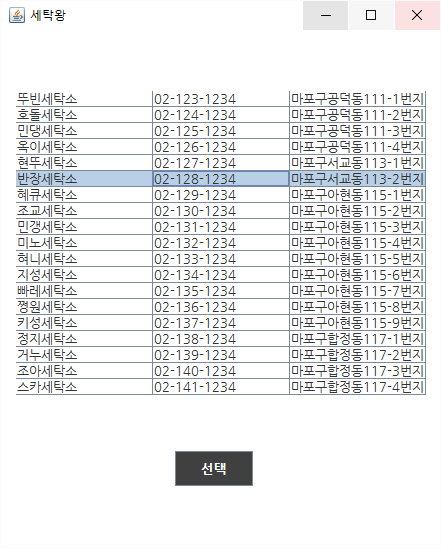 세탁왕
뚜빈세탁소 02-123-1234 마포구공덕동111-1번지
호돌세탁소 02-124-1234 마포구공덕동111-2번지
민댕세탁소 02-125-1234 마포구공덕동111-3번지
옥이세탁소 02-126-1234 마포구공덕동111-4번지
현뚜세탁소 02-127-1234 마포구서교동113-1번지
반장세탁소 02-128-1234 마포구서교동113-2번지
혜큐세탁소 02-129-1234 마포구아현동115-1번지
조교세탁소 02-130-1234 마포구아현동115-2번지
민갱세탁소 02-131-1234 마포구아현동115-3번지
미노세탁소 02-132-1234 마포구아현동115-4번지
혀니세탁소 02-133-1234 마포구아현동115-5번지
지성세탁소 02-134-1234 마포구아현동115-6번지
빠레세탁소 02-135-1234 마포구아현동115-7번지
쪙원세탁소 02-136-1234 마포구아현동115-8번지
키성세탁소 02-137-1234 마포구아현동115-9번지
정지세탁소 02-138-1234 마포구합정동117-1번지
거누세탁소 02-139-1234 마포구합정동117-2번지
조아세탁소 02-140-1234 마포구합정동117-3번지
스카세탁소 02-141-1234 마포구합정동117-4번지
선택